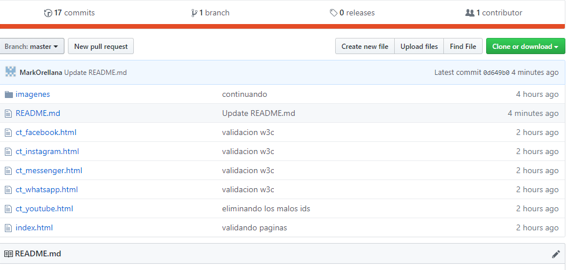 17 commits 1 branch 0 releases 1 contributor
Branch: master New pull request Create new file Upload files Find File Clone or download
MarkOrellana Update README.md Latest commit 0d649b0 4 minutes ago
imagenes continuando 4 hours ago
README.md Update README.md 4 minutes ago
ct_facebook.html validacion w3c 2 hours ago
ct_instagram.html validacion w3c 2 hours ago
ct_messenger.html validacion w3c 2 hours ago
ct_whatsapp.html validacion w3c 2 hours ago
ct_youtube.html eliminando los malos ids 2 hours ago
index.html validando paginas 2 hours ago
README.md